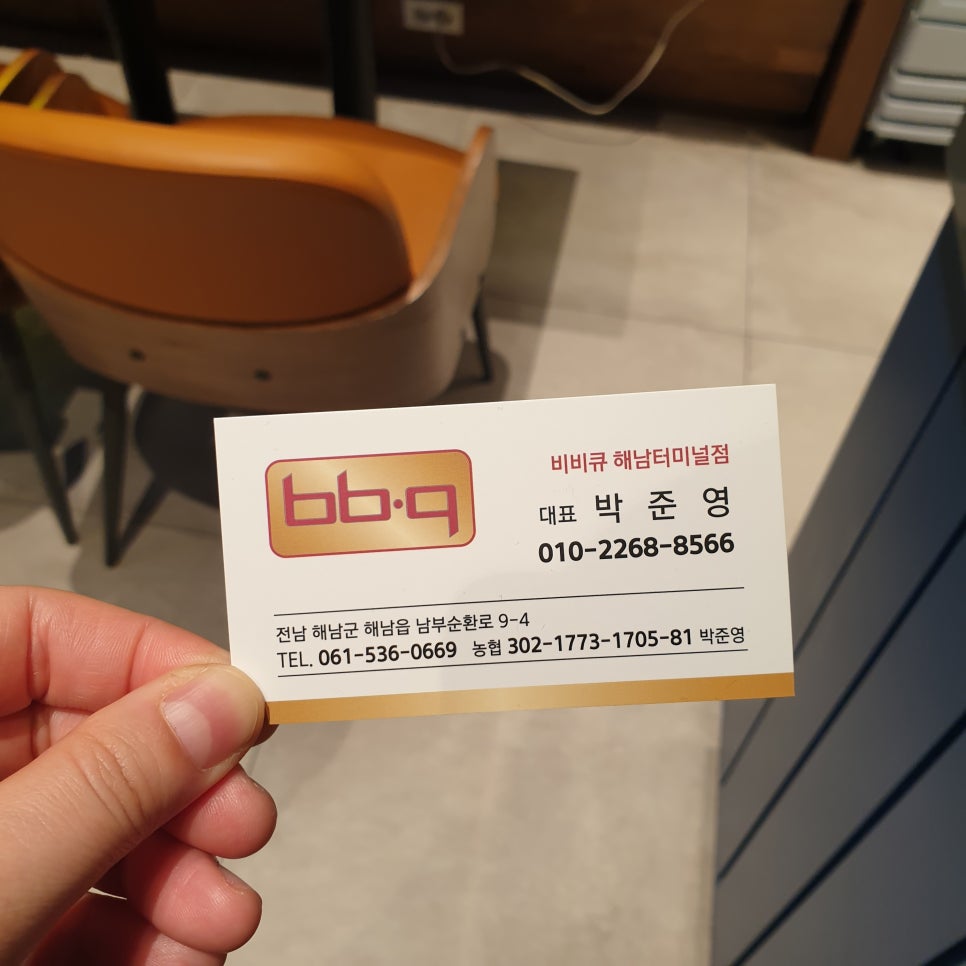 bb·q
비비큐 해남터미널점
대표 박 준 영
010-2268-8566
전남 해남군 해남읍 남부순환로 9-4
TEL. 061-536-0669 농협 302-1773-1705-81 박준영